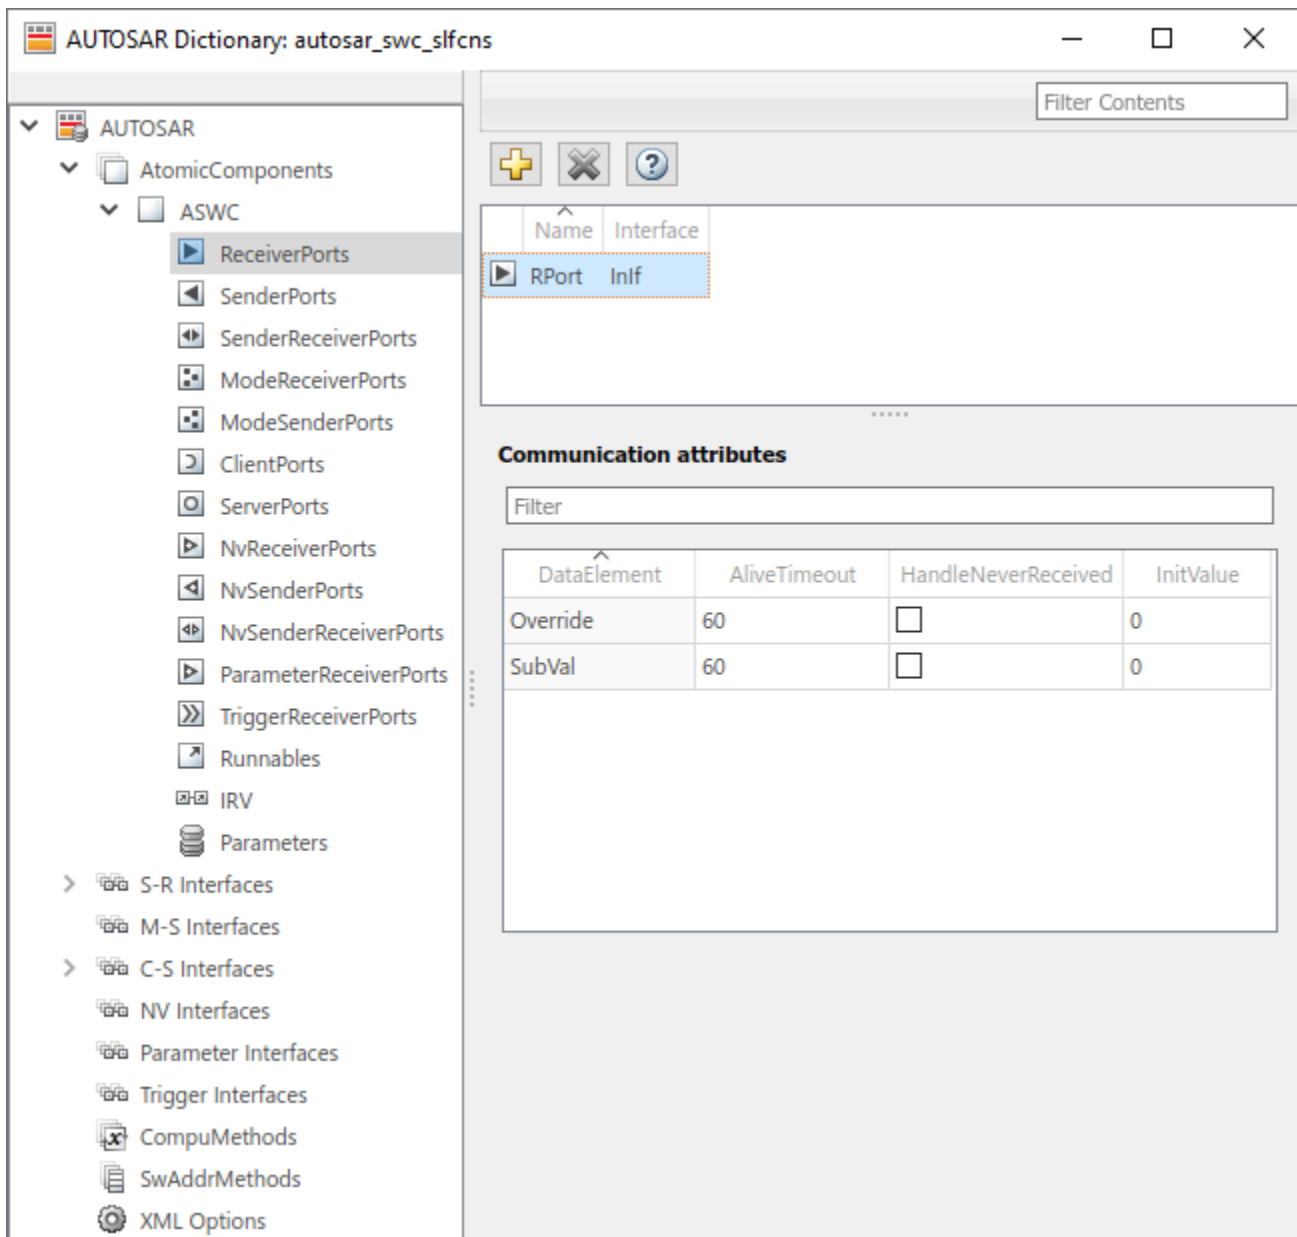 AUTOSAR Dictionary: autosar_swc_slfcns
Filter Contents
AUTOSAR
AtomicComponents
ASWC
ReceiverPorts
SenderPorts
SenderReceiverPorts
ModeReceiverPorts
ModeSenderPorts
ClientPorts
ServerPorts
NvReceiverPorts
NvSenderPorts
NvSenderReceiverPorts
ParameterReceiverPorts
TriggerReceiverPorts
Runnables
IRV
Parameters
S-R Interfaces
M-S Interfaces
C-S Interfaces
NV Interfaces
Parameter Interfaces
Trigger Interfaces
CompuMethods
SwAddrMethods
XML Options
Name Interface
RPort InIf
Communication attributes
Filter
DataElement AliveTimeout HandleNeverReceived InitValue
Override 60 0
SubVal 60 0